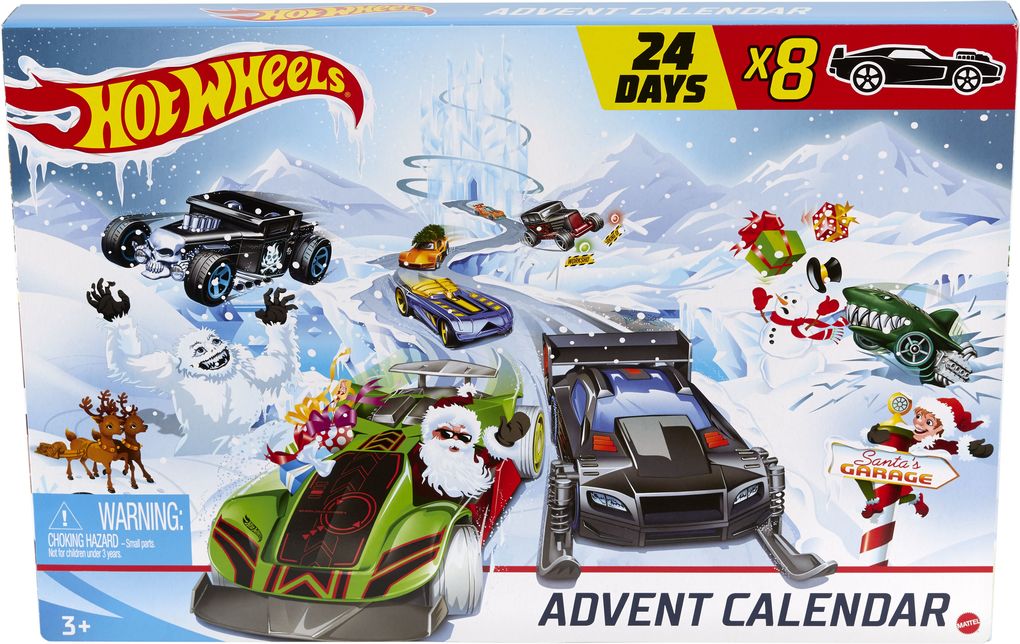 ADVENT CALENDAR
HOT WHEELS
24
DAYS
x8
Santa's
GARAGE
WARNING:
CHOKING HAZARD – Small parts.
Not for children under 3 years.
3+
ADVENT CALENDAR
MATTEL